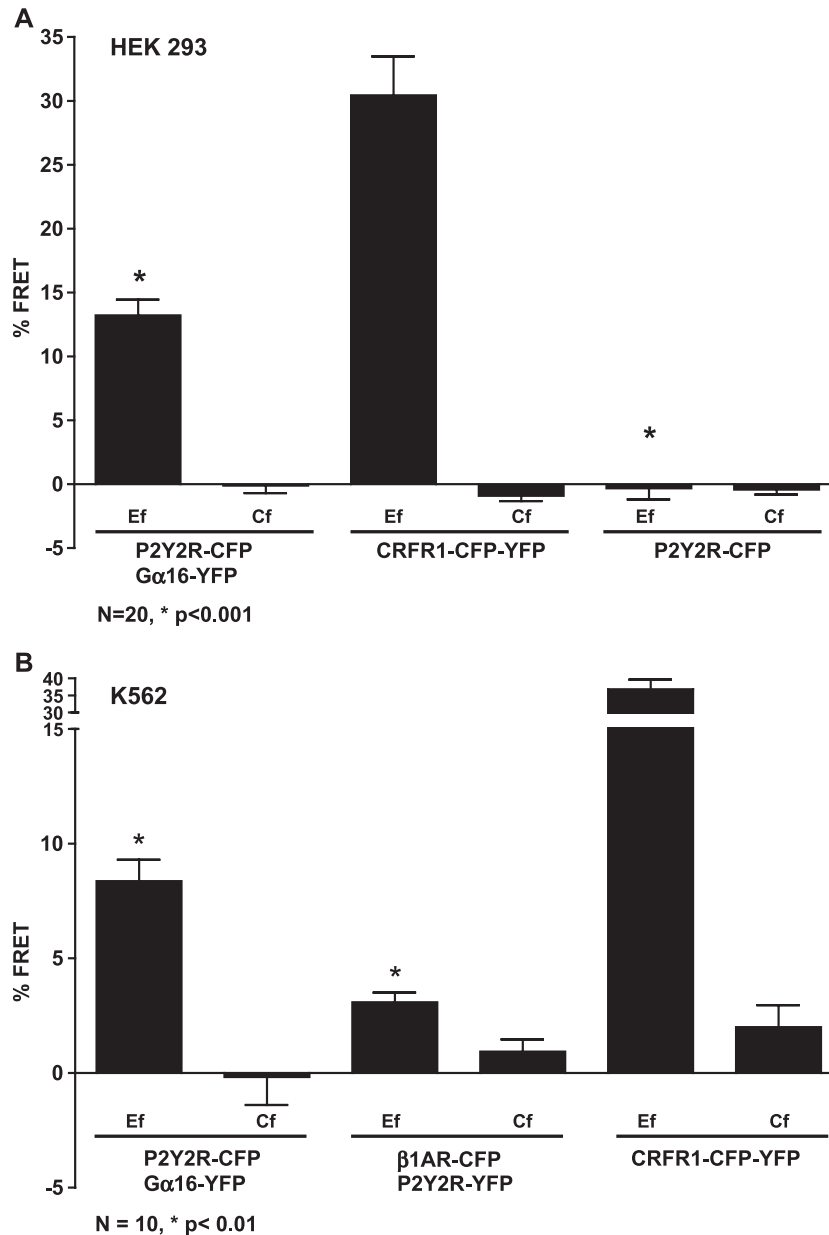 A
HEK 293
% FRET
35
30
25
20
15
10
5
0
-5
*
*
Ef Cf Ef Cf Ef Cf
P2Y2R-CFP
Gα16-YFP
CRFR1-CFP-YFP
P2Y2R-CFP
N=20, * p<0.001
B
K562
% FRET
40
35
30
15
10
5
0
-5
*
*
Ef Cf Ef Cf Ef Cf
P2Y2R-CFP
Gα16-YFP
β1AR-CFP
P2Y2R-YFP
CRFR1-CFP-YFP
N = 10, * p< 0.01